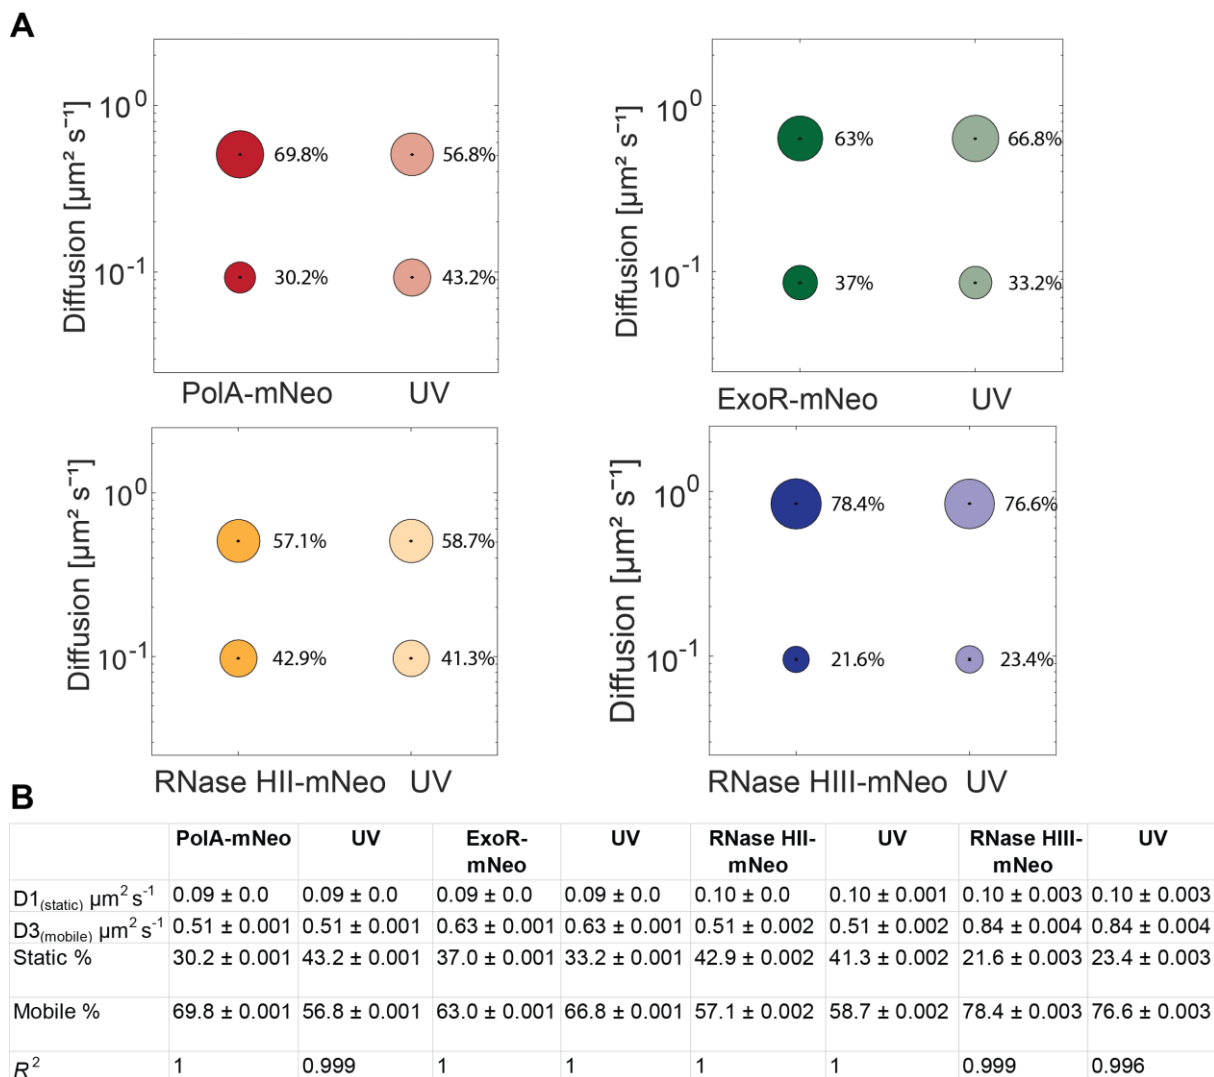 A
Diffusion [µm² s⁻¹]
10⁰
10⁻¹
69.8%
56.8%
30.2%
43.2%
PolA-mNeo UV
Diffusion [µm² s⁻¹]
10⁰
10⁻¹
63%
66.8%
37%
33.2%
ExoR-mNeo UV
Diffusion [µm² s⁻¹]
10⁰
10⁻¹
57.1%
58.7%
42.9%
41.3%
RNase HII-mNeo UV
Diffusion [µm² s⁻¹]
10⁰
10⁻¹
78.4%
76.6%
21.6%
23.4%
RNase HIII-mNeo UV
B
PolA-mNeo UV ExoR-mNeo UV RNase HII-mNeo UV RNase HIII-mNeo UV
D1(static) µm² s⁻¹ 0.09 ± 0.0 0.09 ± 0.0 0.09 ± 0.0 0.09 ± 0.0 0.10 ± 0.0 0.10 ± 0.001 0.10 ± 0.003 0.10 ± 0.003
D3(mobile) µm² s⁻¹ 0.51 ± 0.001 0.51 ± 0.001 0.63 ± 0.001 0.63 ± 0.001 0.51 ± 0.002 0.51 ± 0.002 0.84 ± 0.004 0.84 ± 0.004
Static % 30.2 ± 0.001 43.2 ± 0.001 37.0 ± 0.001 33.2 ± 0.001 42.9 ± 0.002 41.3 ± 0.002 21.6 ± 0.003 23.4 ± 0.003
Mobile % 69.8 ± 0.001 56.8 ± 0.001 63.0 ± 0.001 66.8 ± 0.001 57.1 ± 0.002 58.7 ± 0.002 78.4 ± 0.003 76.6 ± 0.003
R² 1 0.999 1 1 1 1 0.999 0.996